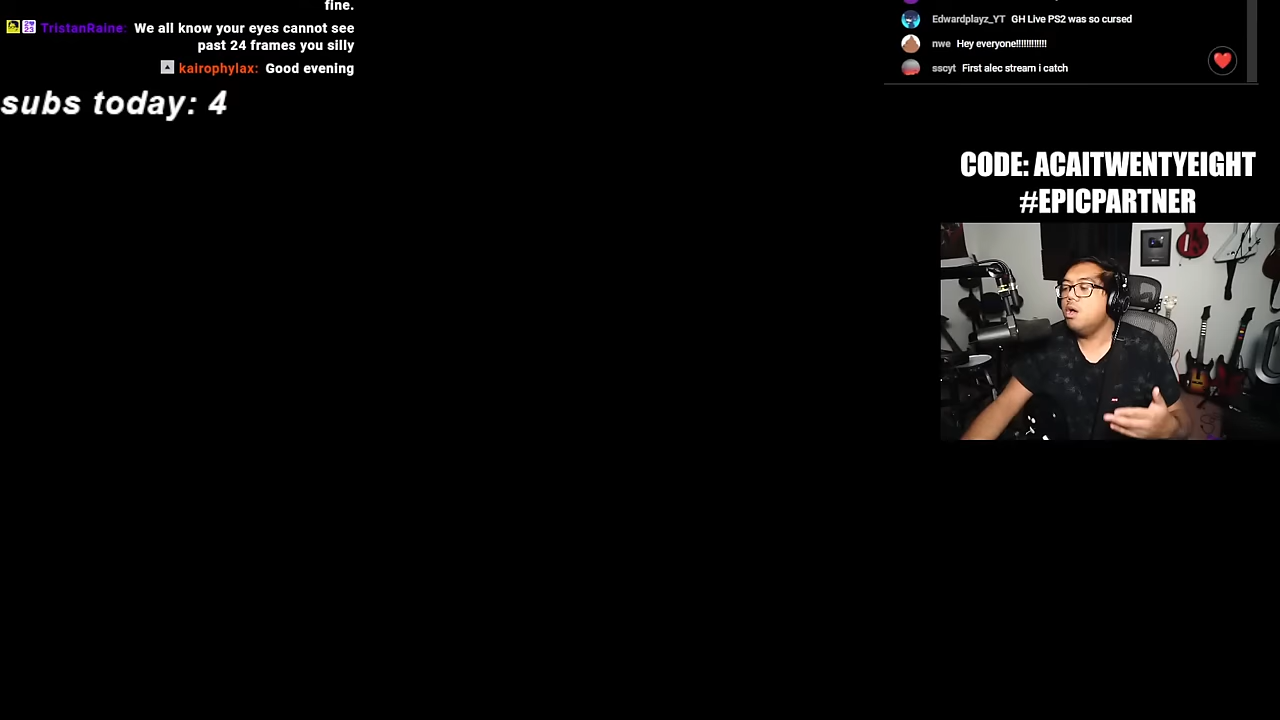 fine.
TristanRaine: We all know your eyes cannot see
past 24 frames you silly
kairophylax: Good evening
subs today: 4
Edwardplayz_YT GH Live PS2 was so cursed
nwe Hey everyone!!!!!!!!!!!!!
sscyt First alec stream i catch
CODE: ACAITWENTYEIGHT
#EPICPARTNER